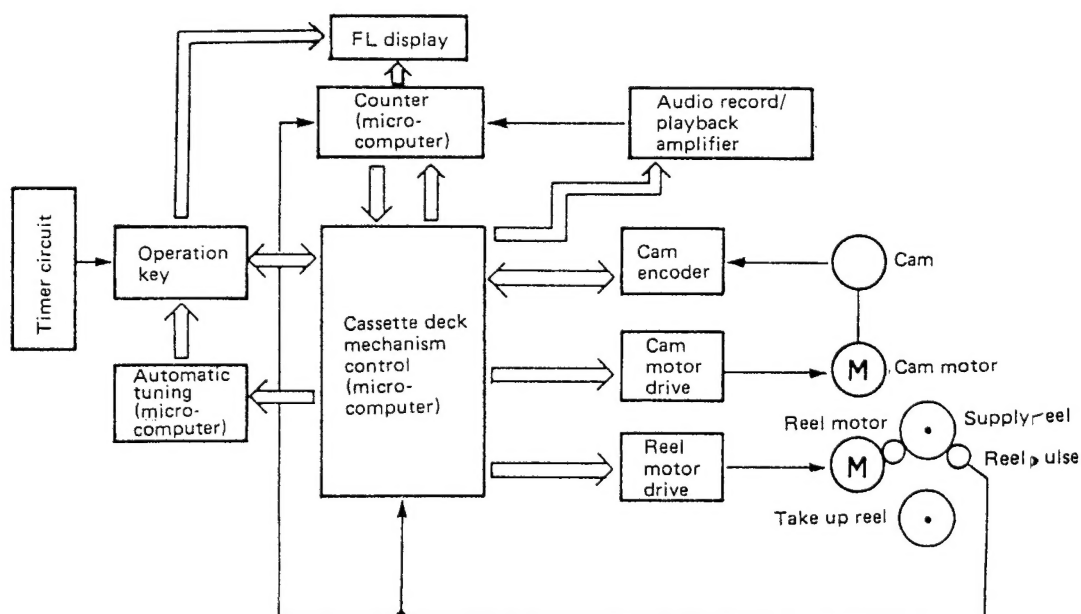 FL display
Counter
(micro-
computer)
Audio record/
playback
amplifier
Timer circuit
Operation
key
Cassette deck
mechanism
control
(micro-
computer)
Cam
encoder
Cam
Automatic
tuning
(micro-
computer)
Cam
motor
drive
M
Cam motor
Reel
motor
drive
Reel motor
M
Supply reel
Reel pulse
Take up reel